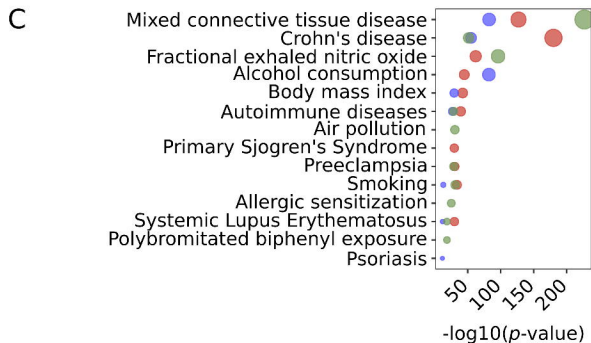 C
Mixed connective tissue disease
Crohn's disease
Fractional exhaled nitric oxide
Alcohol consumption
Body mass index
Autoimmune diseases
Air pollution
Primary Sjogren's Syndrome
Preeclampsia
Smoking
Allergic sensitization
Systemic Lupus Erythematosus
Polybromitated biphenyl exposure
Psoriasis
50 100 150 200
-log10(p-value)